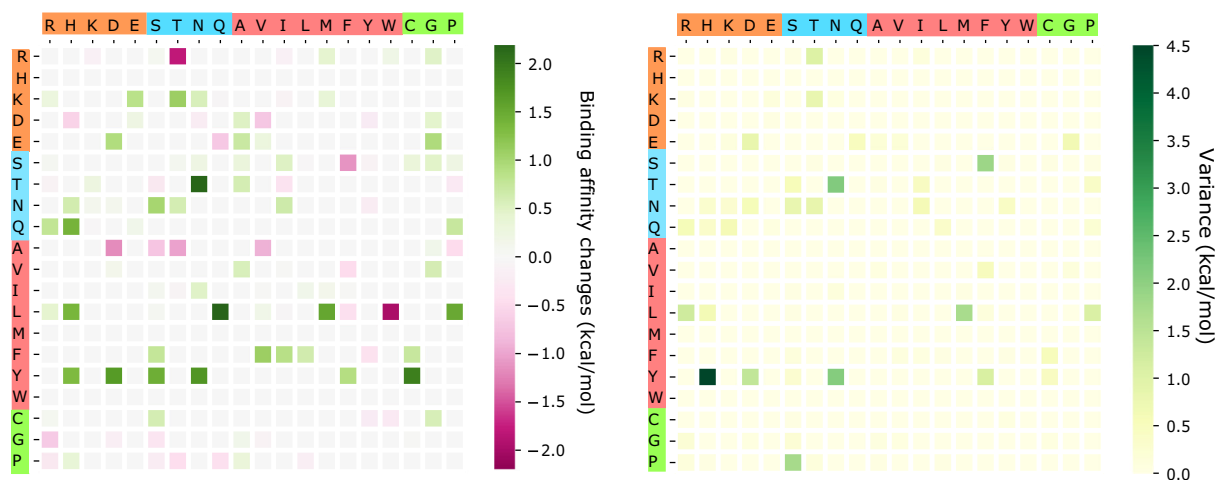 R H K D E S T N Q A V I L M F Y W C G P
R
H
K
D
E
S
T
N
Q
A
V
I
L
M
F
Y
W
C
G
P
2.0
1.5
1.0
0.5
0.0
−0.5
−1.0
−1.5
−2.0
Binding affinity changes (kcal/mol)
R H K D E S T N Q A V I L M F Y W C G P
R
H
K
D
E
S
T
N
Q
A
V
I
L
M
F
Y
W
C
G
P
4.5
4.0
3.5
3.0
2.5
2.0
1.5
1.0
0.5
0.0
Variance (kcal/mol)